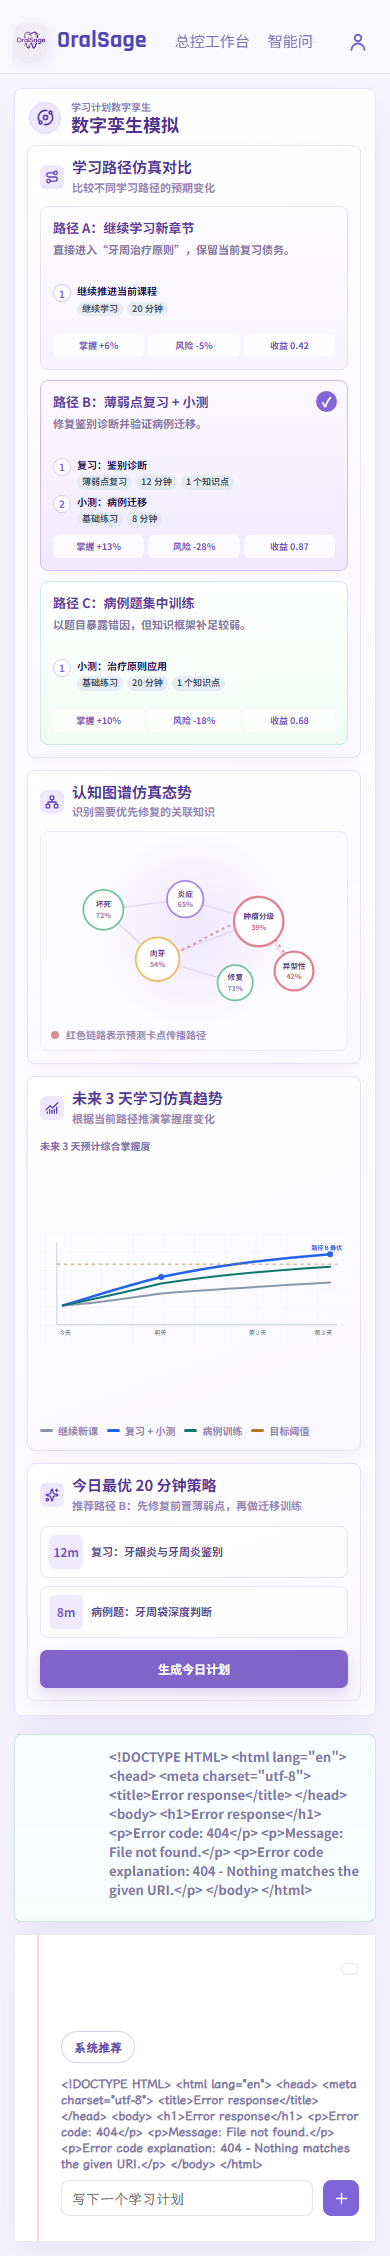 OralSage
OralSage
总控工作台
智能问
学习计划数字孪生
数字孪生模拟
学习路径仿真对比
比较不同学习路径的预期变化
路径 A：继续学习新章节
直接进入“牙周治疗原则”，保留当前复习债务。
1 继续推进当前课程
继续学习 20 分钟
掌握 +6% 风险 -5% 收益 0.42
路径 B：薄弱点复习 + 小测
修复鉴别诊断并验证病例迁移。
1 复习：鉴别诊断
薄弱点复习 12 分钟 1 个知识点
2 小测：病例迁移
基础练习 8 分钟
掌握 +13% 风险 -28% 收益 0.87
路径 C：病例题集中训练
以题目暴露错因，但知识框架补足较弱。
1 小测：治疗原则应用
基础练习 20 分钟 1 个知识点
掌握 +10% 风险 -18% 收益 0.68
认知图谱仿真态势
识别需要优先修复的关联知识
坏死
72%
炎症
65%
肿瘤分级
39%
肉芽
54%
修复
71%
异型性
42%
红色链路表示预测卡点传播路径
未来 3 天学习仿真趋势
根据当前路径推演掌握度变化
未来 3 天预计综合掌握度
路径 B 最优
今天 明天 第 2 天 第 3 天
继续新课 复习 + 小测 病例训练 目标阈值
今日最优 20 分钟策略
推荐路径 B：先修复前置薄弱点，再做迁移训练
12m 复习：牙龈炎与牙周炎鉴别
8m 病例题：牙周袋深度判断
生成今日计划
<!DOCTYPE HTML> <html lang="en">
<head> <meta charset="utf-8">
<title>Error response</title> </head>
<body> <h1>Error response</h1>
<p>Error code: 404</p> <p>Message:
File not found.</p> <p>Error code
explanation: 404 - Nothing matches the
given URI.</p> </body> </html>
系统推荐
<!DOCTYPE HTML> <html lang="en"> <head> <meta
charset="utf-8"> <title>Error response</title>
</head> <body> <h1>Error response</h1> <p>Error
code: 404</p> <p>Message: File not found.</p>
<p>Error code explanation: 404 - Nothing matches
the given URI.</p> </body> </html>
写下一个学习计划